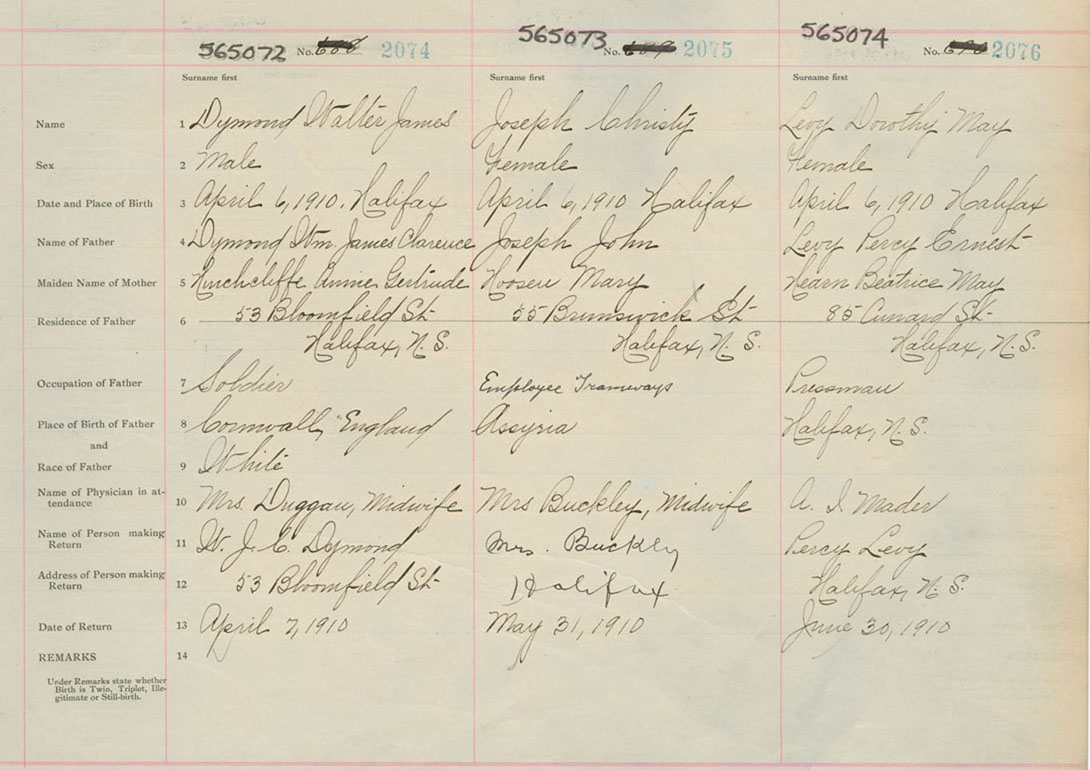 565072 No. 688 2074 565073 No. 689 2075 565074 No. 690 2076
Surname first Surname first Surname first
Name 1 Dymond Walter James Joseph Christy Levy Dorothy May
Sex 2 Male Female Female
Date and Place of Birth 3 April 6, 1910. Halifax April 6, 1910 Halifax April 6, 1910 Halifax
Name of Father 4 Dymond Wm. James Clarence Joseph John Levy Percy Ernest
Maiden Name of Mother 5 Hinchcliffe Annie Gertrude Hoosen Mary Hearn Beatrice May
Residence of Father 6 53 Bloomfield St 55 Brunswick St 85 Cunard St
Halifax, N.S. Halifax, N.S. Halifax, N.S.
Occupation of Father 7 Soldier Employee Tramways Pressman
Place of Birth of Father 8 Cornwall, England Assyria Halifax, N.S.
and
Race of Father 9 White
Name of Physician in at- 10 Mrs. Duggan, Midwife Mrs Buckley, Midwife A. I. Mader
tendance
Name of Person making 11 W. J. C. Dymond Mrs. Buckley Percy Levy
Return
Address of Person making 12 53 Bloomfield St Halifax Halifax, N.S.
Return
Date of Return 13 April 7, 1910 May 31, 1910 June 30, 1910
REMARKS 14
Under Remarks state whether
Birth is Twin, Triplet, Ille-
gitimate or Still-birth.